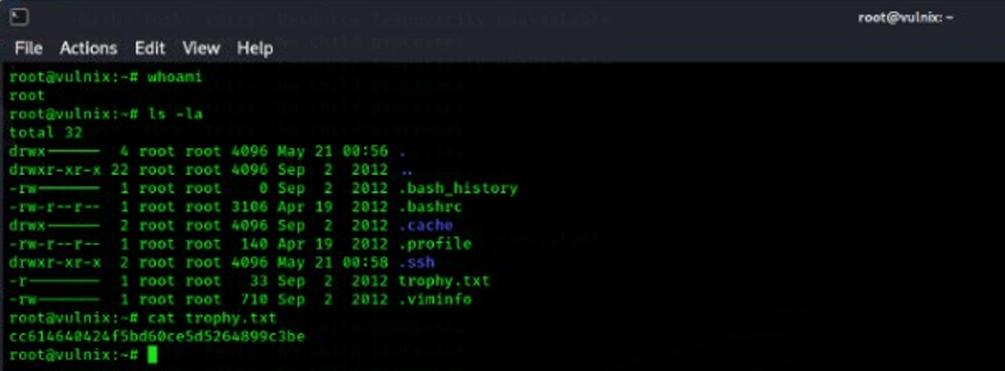 root@vulnix: ~
File Actions Edit View Help
root@vulnix:~# whoami
root
root@vulnix:~# ls -la
total 32
drwx------ 4 root root 4096 May 21 00:56 .
drwxr-xr-x 22 root root 4096 Sep 2 2012 ..
-rw------- 1 root root 0 Sep 2 2012 .bash_history
-rw-r--r-- 1 root root 3106 Apr 19 2012 .bashrc
drwx------ 2 root root 4096 Sep 2 2012 .cache
-rw-r--r-- 1 root root 140 Apr 19 2012 .profile
drwxr-xr-x 2 root root 4096 May 21 00:58 .ssh
-r-------- 1 root root 33 Sep 2 2012 trophy.txt
-rw------- 1 root root 710 Sep 2 2012 .viminfo
root@vulnix:~# cat trophy.txt
cc614640424f5bd60ce5d5264899c3be
root@vulnix:~#